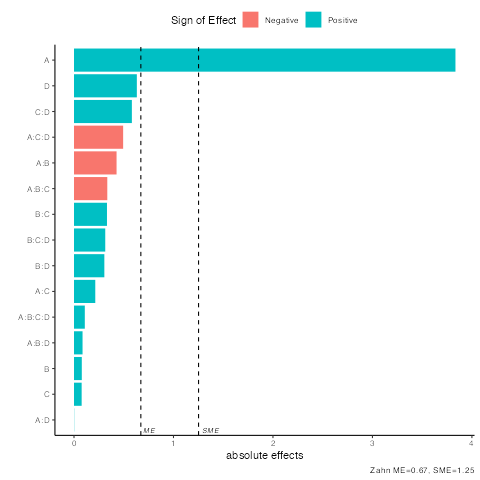 Sign of Effect Negative Positive
A
D
C:D
A:C:D
A:B
A:B:C
B:C
B:C:D
B:D
A:C
A:B:C:D
A:B:D
B
C
A:D
ME SME
0 1 2 3 4
absolute effects
Zahn ME=0.67, SME=1.25